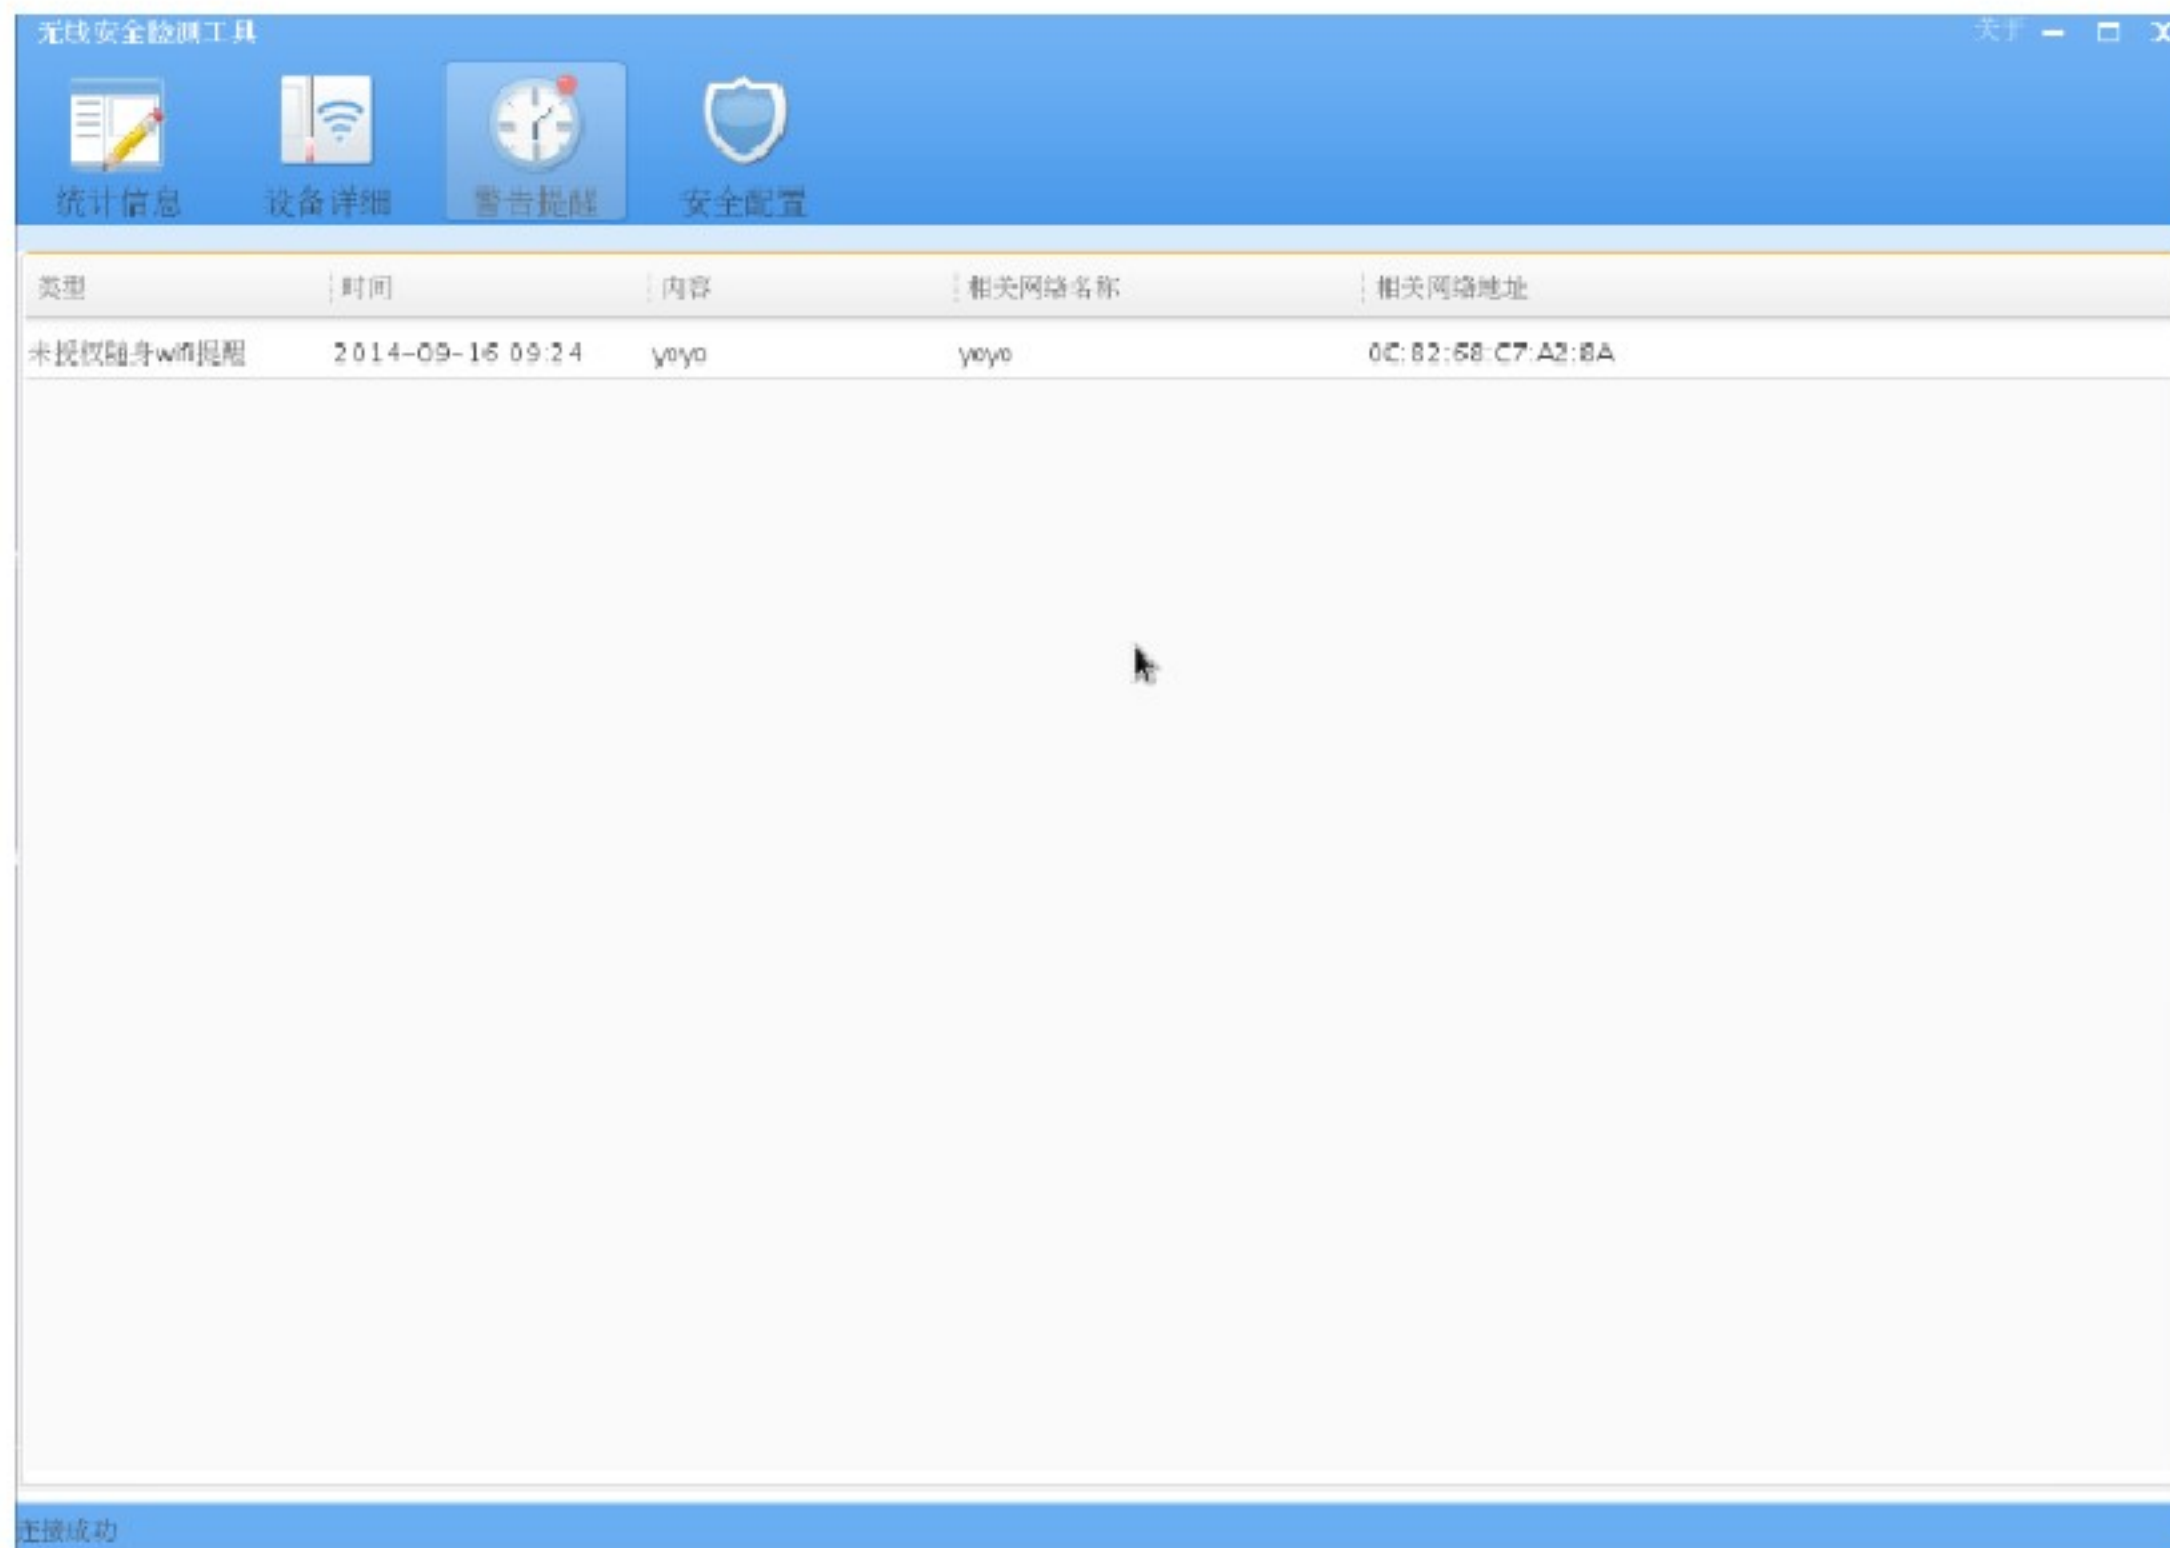 无线安全检测工具 关于
统计信息 设备详细 警告提醒 安全配置
类型 时间 内容 相关网络名称 相关网络地址
未授权随身wifi提醒 2014-09-16 09:24 yoyo yoyo 0C:82:68:C7:A2:8A
连接成功